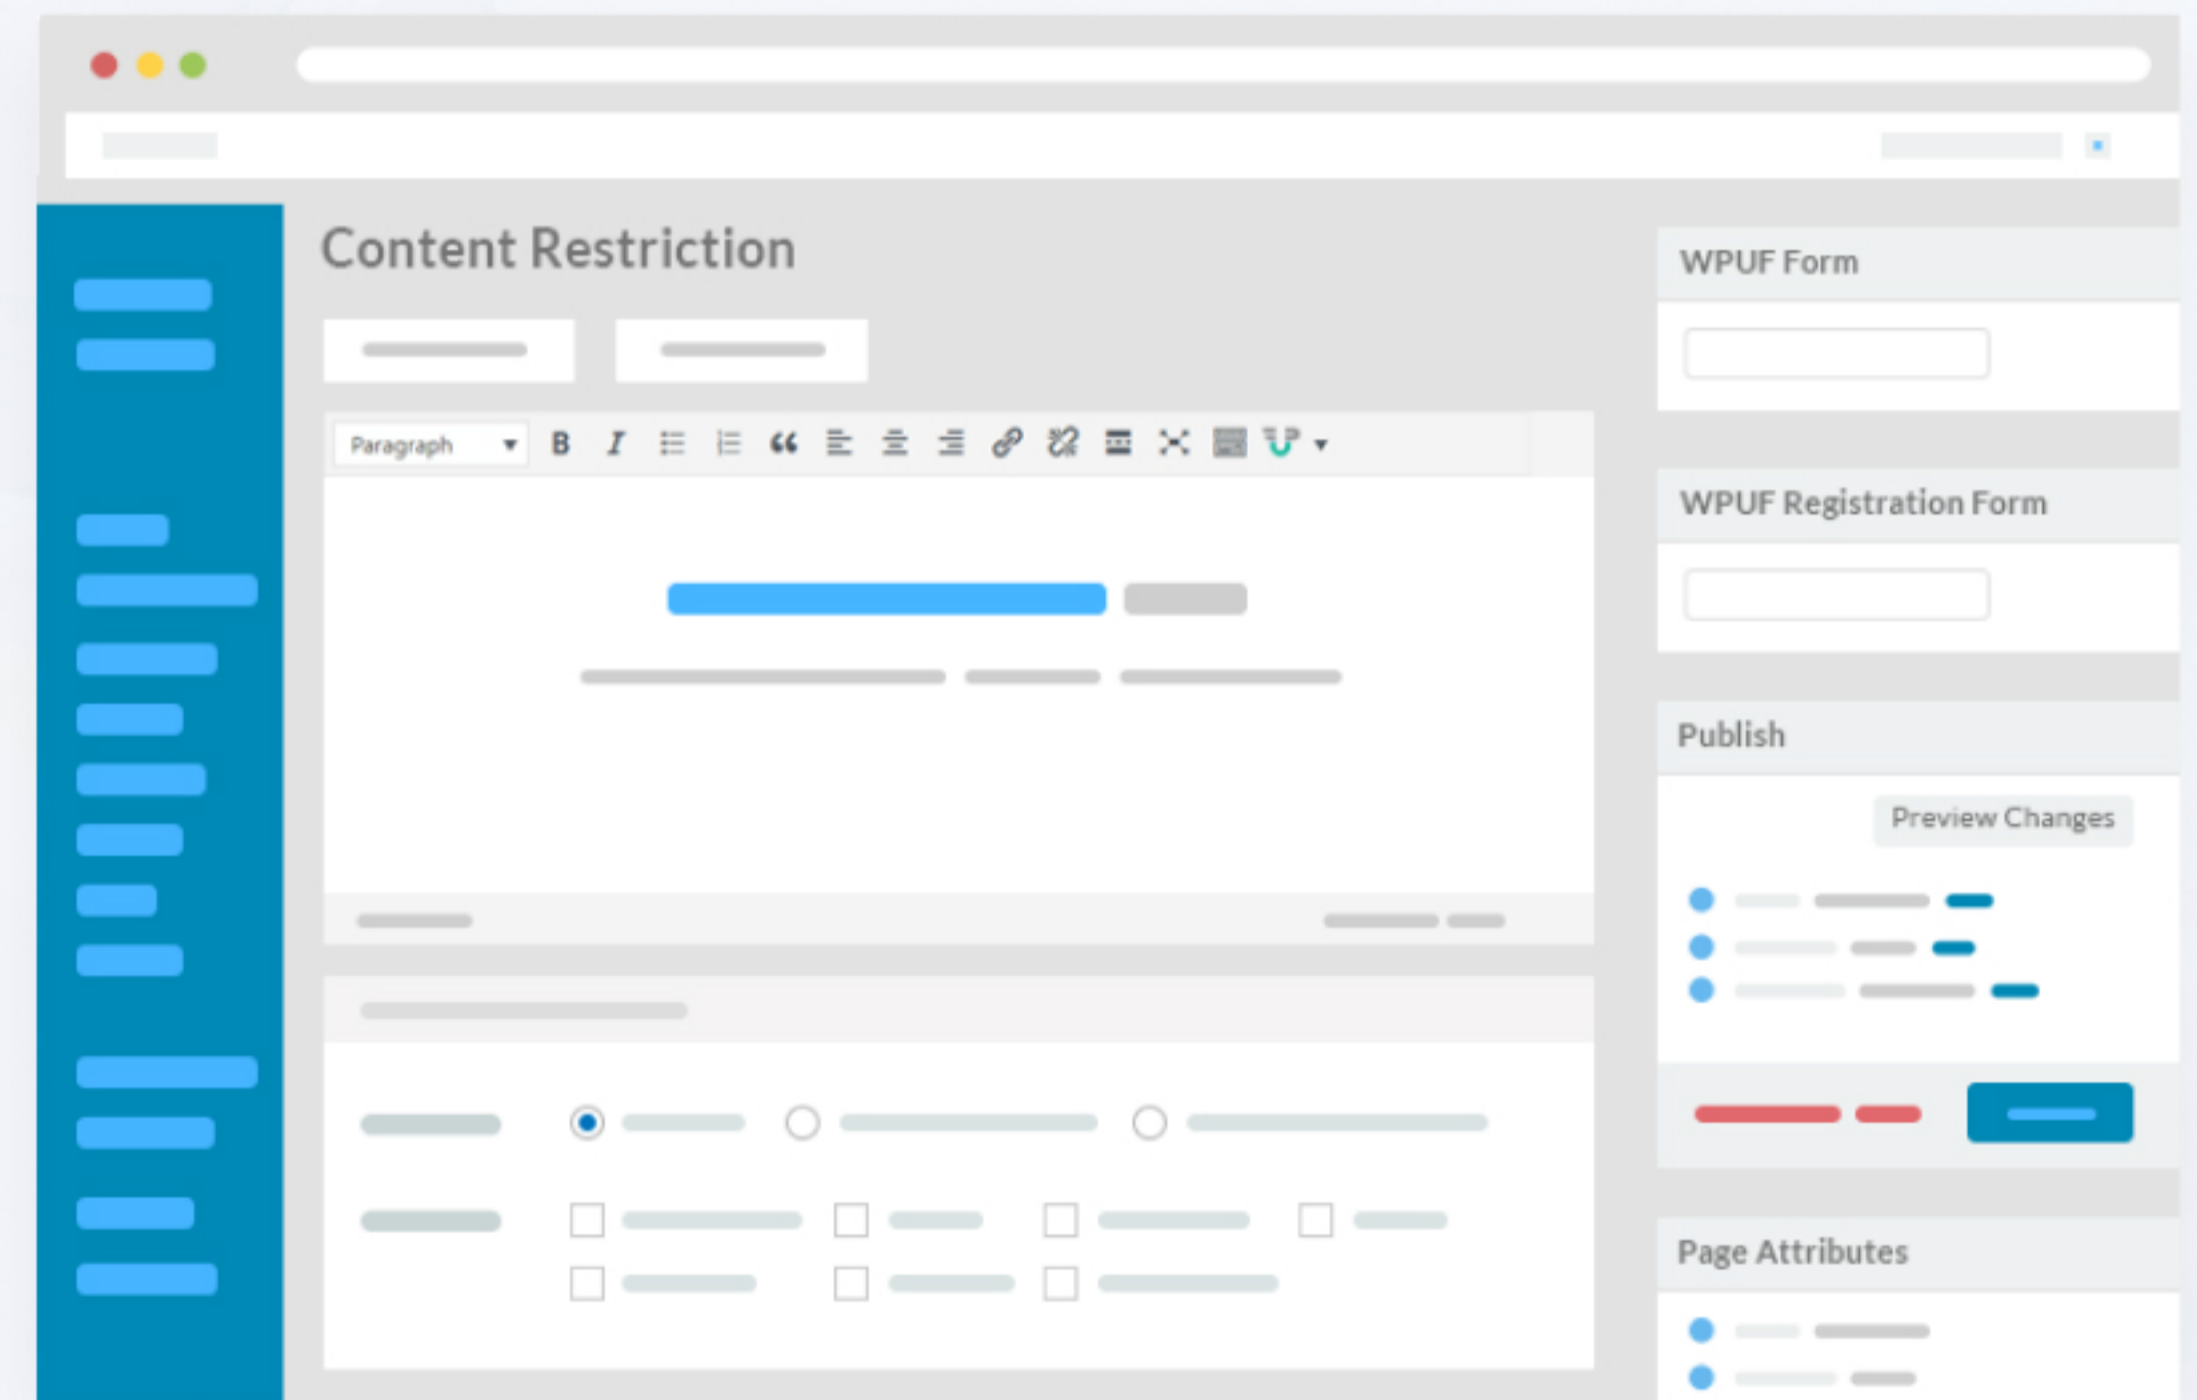 Content Restriction
Paragraph
WPUF Form
WPUF Registration Form
Publish
Preview Changes
Page Attributes